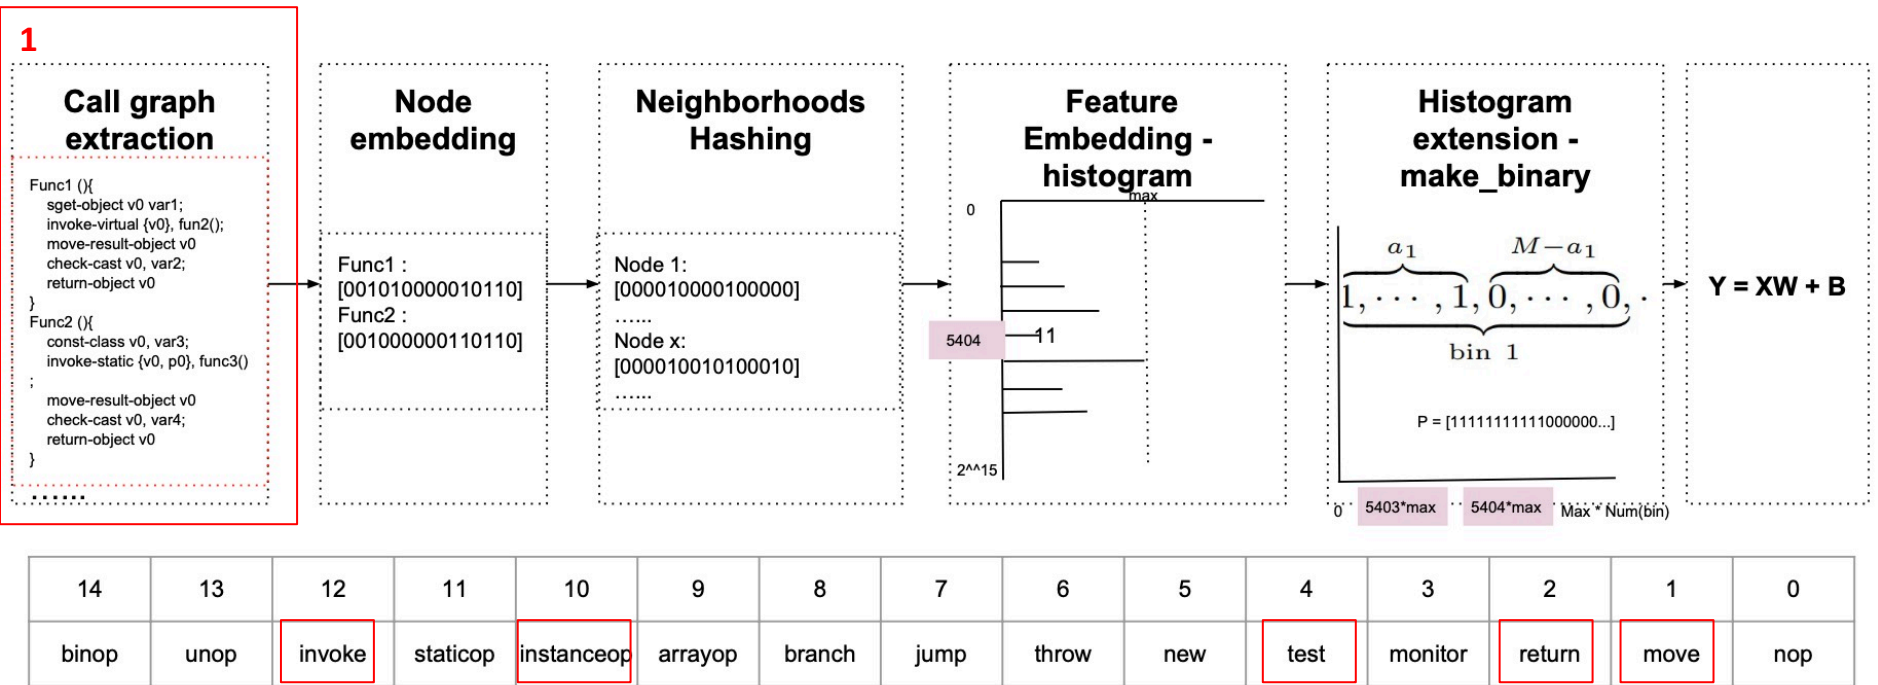 1
Call graph
extraction
Func1 (){
sget-object v0 var1;
invoke-virtual {v0}, fun2();
move-result-object v0
check-cast v0, var2;
return-object v0
}
Func2 (){
const-class v0, var3;
invoke-static {v0, p0}, func3()
;
move-result-object v0
check-cast v0, var4;
return-object v0
}
......
Node
embedding
Func1 :
[001010000010110]
Func2 :
[001000000110110]
Neighborhoods
Hashing
Node 1:
[000010000100000]
......
Node x:
[000010010100010]
......
Feature
Embedding -
histogram
max
0
5404
11
2^^15
Histogram
extension -
make_binary
a1 M−a1
1, · · · , 1, 0, · · · , 0, ·
bin 1
P = [11111111111000000...]
0 5403*max 5404*max Max * Num(bin)
Y = XW + B
14 13 12 11 10 9 8 7 6 5 4 3 2 1 0
binop unop invoke staticop instanceop arrayop branch jump throw new test monitor return move nop